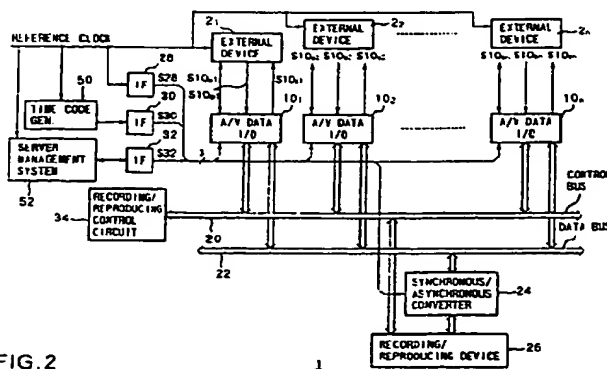 REFERENCE CLOCK
2₁
EXTERNAL DEVICE
2₂
EXTERNAL DEVICE
2n
EXTERNAL DEVICE
28
IF
S28
50
TIME CODE GEN.
30
IF
S30
SERVER MANAGEMENT SYSTEM
52
32
IF
S32
10₁
A/V DATA I/O
10₂
A/V DATA I/O
10n
A/V DATA I/O
RECORDING/ REPRODUCING CONTROL CIRCUIT
34
20
CONTROL BUS
22
DATA BUS
SYNCHRONOUS/ ASYNCHRONOUS CONVERTER
24
RECORDING/ REPRODUCING DEVICE
26
FIG.2
1